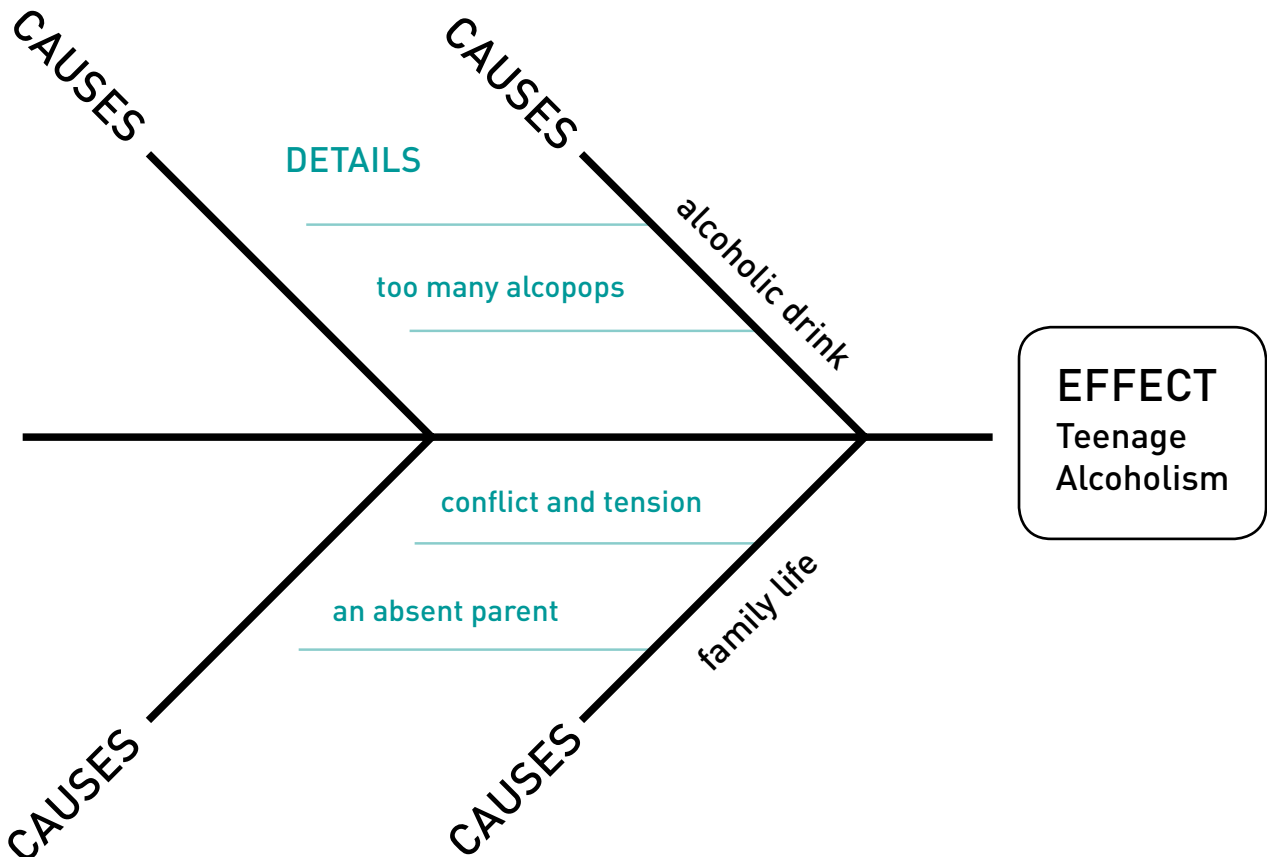 CAUSES
CAUSES
DETAILS
alcoholic drink
too many alcopops
EFFECT
Teenage
Alcoholism
conflict and tension
an absent parent
family life
CAUSES
CAUSES